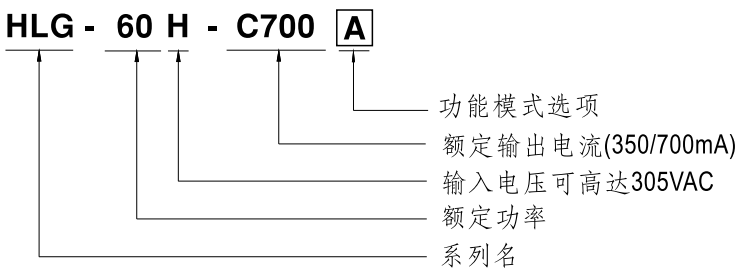 HLG - 60 H - C700 A
功能模式选项
额定输出电流(350/700mA)
输入电压可高达305VAC
额定功率
系列名